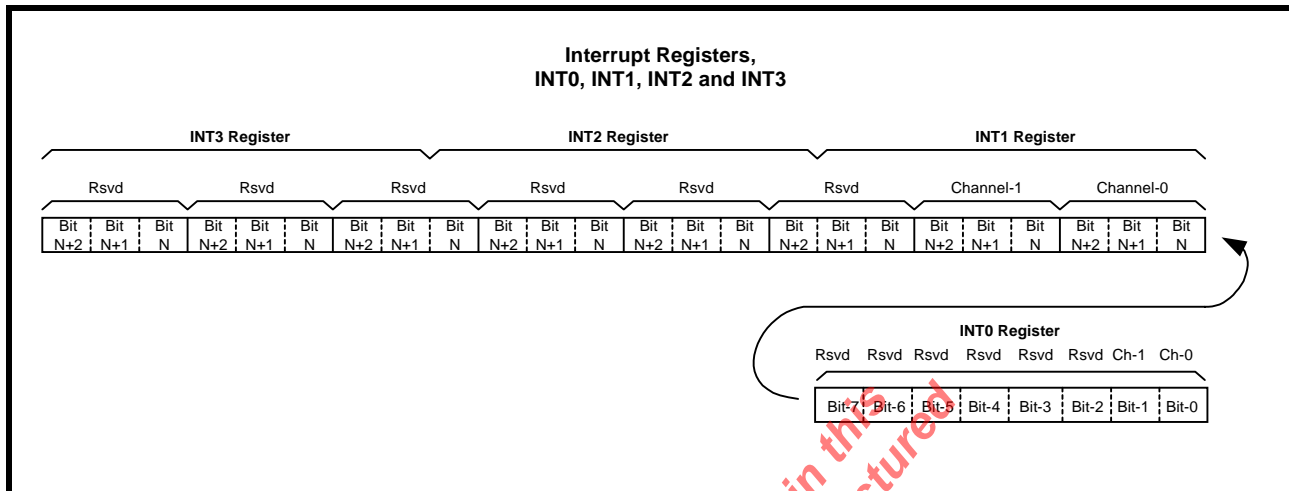 Interrupt Registers,
INT0, INT1, INT2 and INT3
INT3 Register INT2 Register INT1 Register
Rsvd Rsvd Rsvd Rsvd Rsvd Rsvd Channel-1 Channel-0
Bit Bit Bit Bit Bit Bit Bit Bit Bit Bit Bit Bit Bit Bit Bit Bit Bit Bit Bit Bit Bit Bit Bit Bit
N+2 N+1 N N+2 N+1 N N+2 N+1 N N+2 N+1 N N+2 N+1 N N+2 N+1 N N+2 N+1 N N+2 N+1 N
INT0 Register
Rsvd Rsvd Rsvd Rsvd Rsvd Rsvd Ch-1 Ch-0
Bit-7 Bit-6 Bit-5 Bit-4 Bit-3 Bit-2 Bit-1 Bit-0
in this